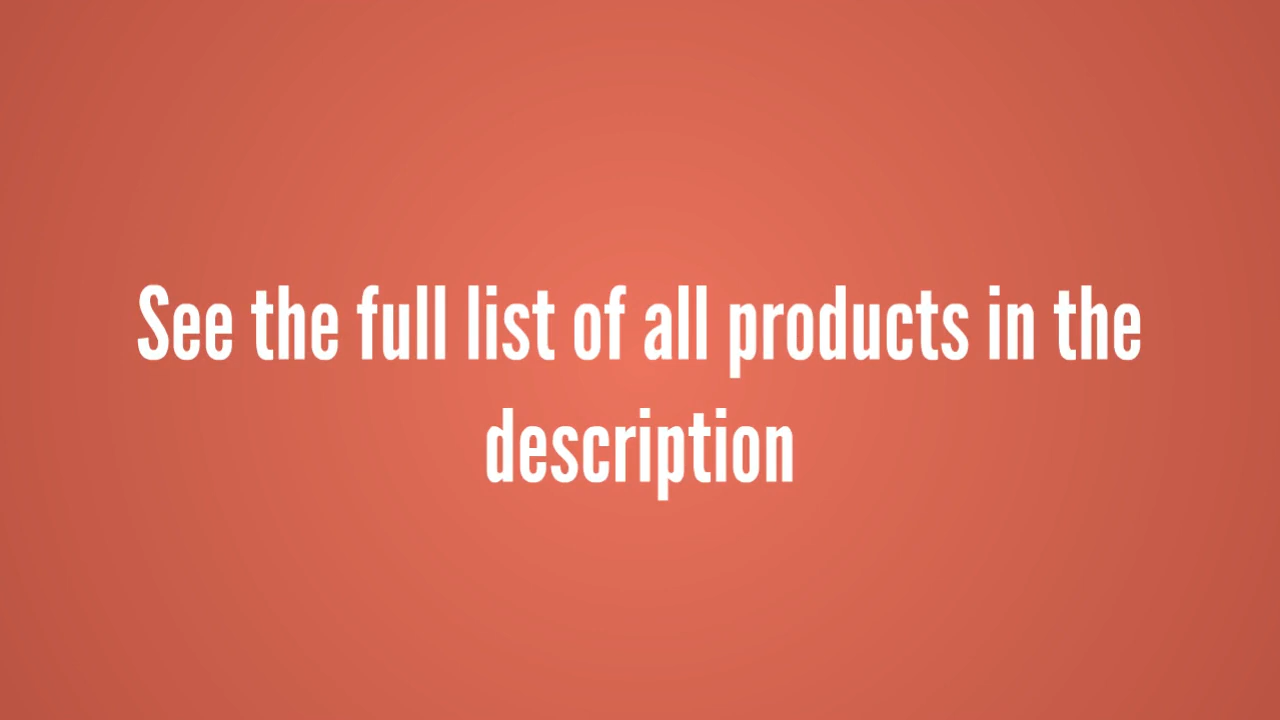 See the full list of all products in the
description